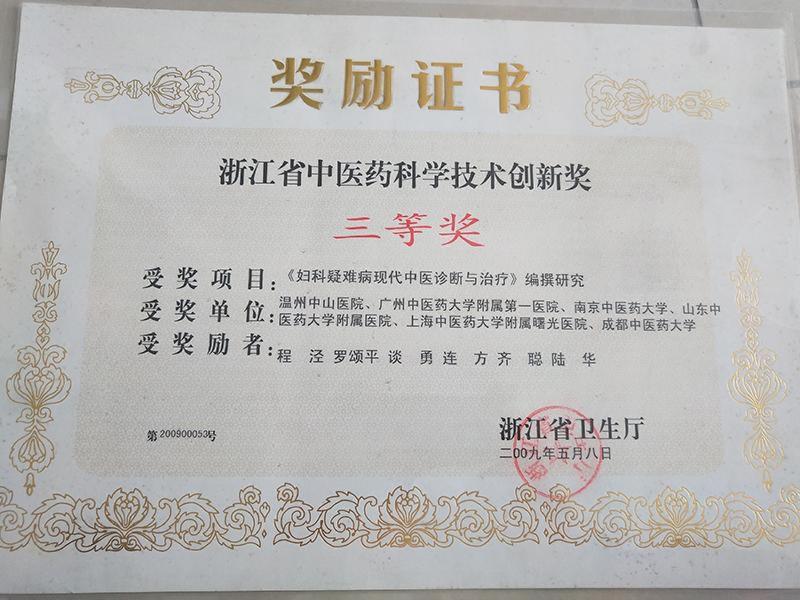 奖励证书
浙江省中医药科学技术创新奖
三等奖
受奖项目：《妇科疑难病现代中医诊断与治疗》编撰研究
受奖单位：温州中山医院、广州中医药大学附属第一医院、南京中医药大学、山东中
医药大学附属医院、上海中医药大学附属曙光医院、成都中医药大学
受奖励者：程 泾 罗颂平 谈 勇 连 方 齐 聪 陆 华
第200900053号
浙江省卫生厅
二00九年五月八日